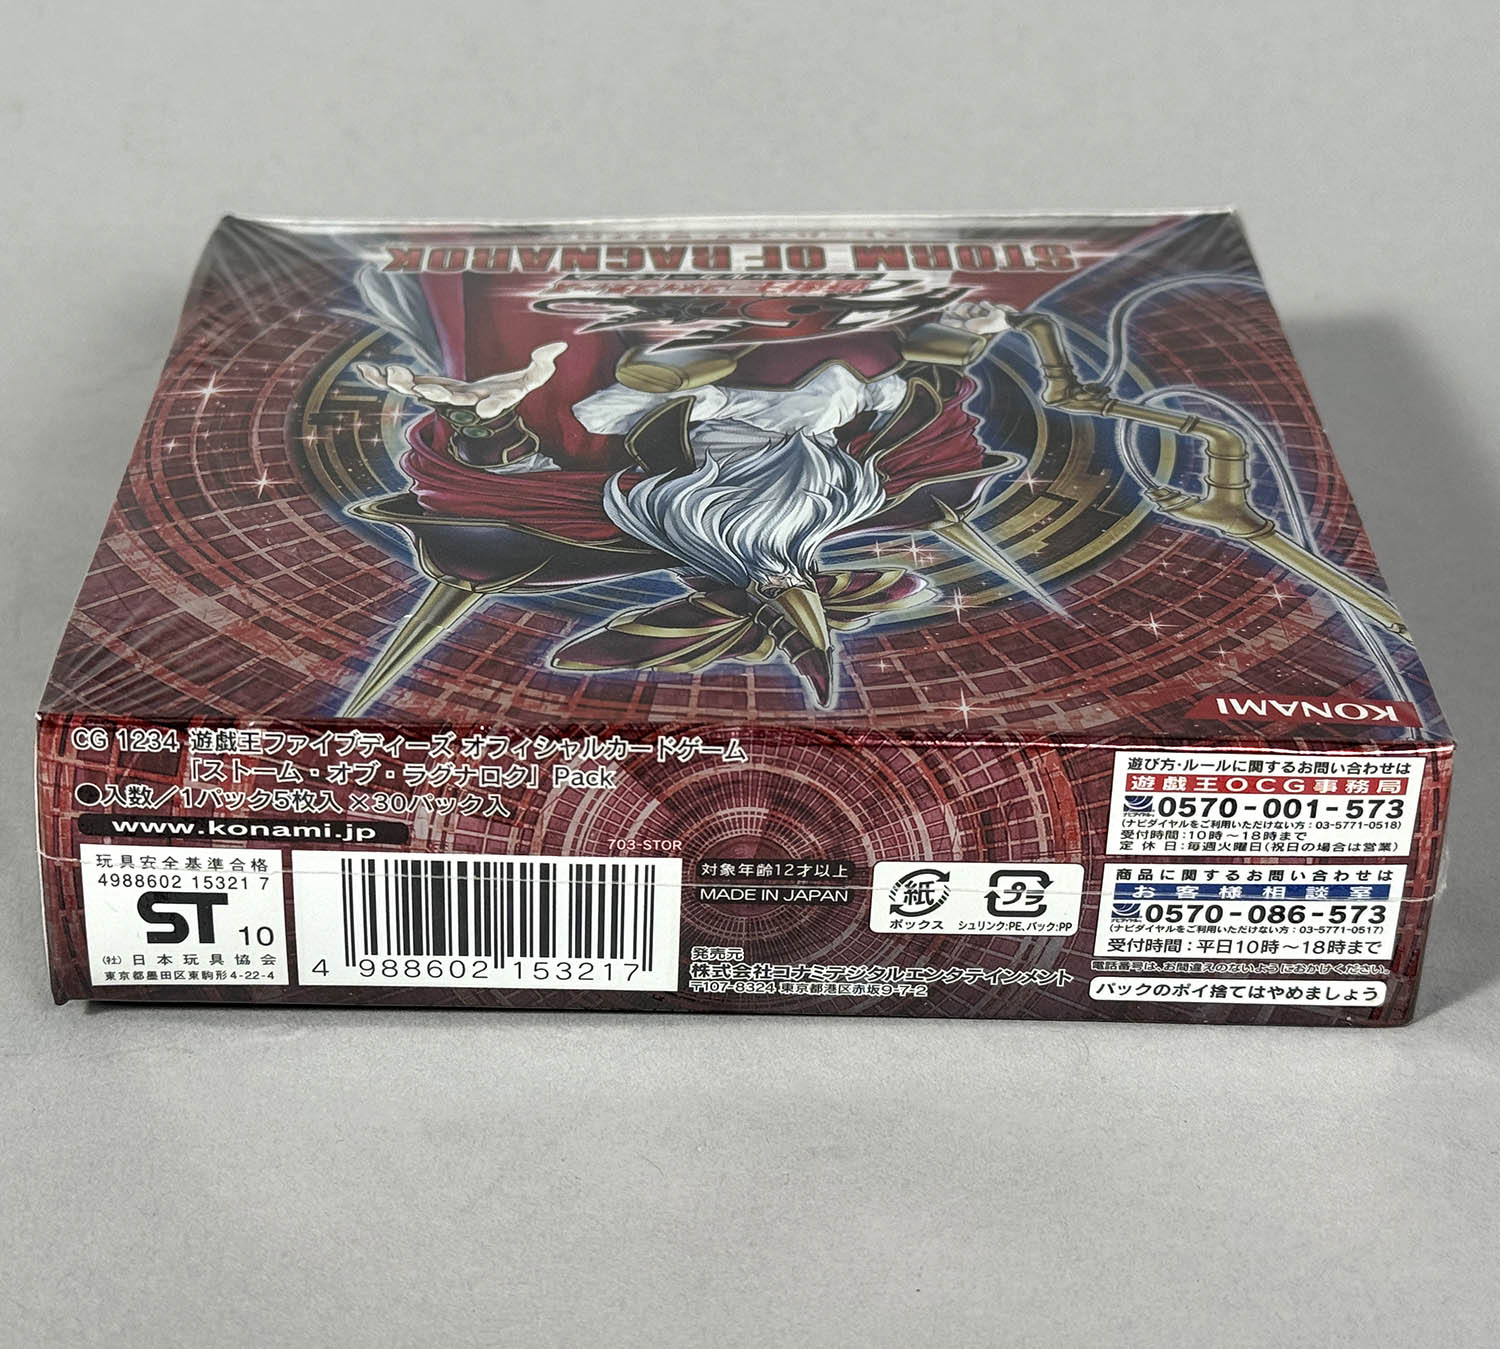 STORM OF RAGNAROK
KONAMI
CG 1234 遊戯王ファイブディーズ オフィシャルカードゲーム
「ストーム・オブ・ラグナロク」Pack
●入数/1パック5枚入 ×30パック入
www.konami.jp
703-STOR
玩具安全基準合格
4988602 15321 7
ST 10
(社) 日本玩具協会
東京都墨田区東駒形4-22-4
4 988602 153217
対象年齢12才以上
MADE IN JAPAN
紙
ボックス
プラ
シュリンク:PE、パック:PP
発売元
株式会社コナミデジタルエンタテインメント
〒107-8324 東京都港区赤坂9-7-2
遊び方・ルールに関するお問い合わせは
遊戯王OCG事務局
ナビダイヤル 0570-001-573
(ナビダイヤルをご利用いただけない方:03-5771-0518)
受付時間:10時~18時まで
定休日:毎週火曜日(祝日の場合は営業)
商品に関するお問い合わせは
お客様相談室
ナビダイヤル 0570-086-573
(ナビダイヤルをご利用いただけない方:03-5771-0517)
受付時間:平日10時~18時まで
電話番号は、お間違えのないようにおかけください。
パックのポイ捨てはやめましょう